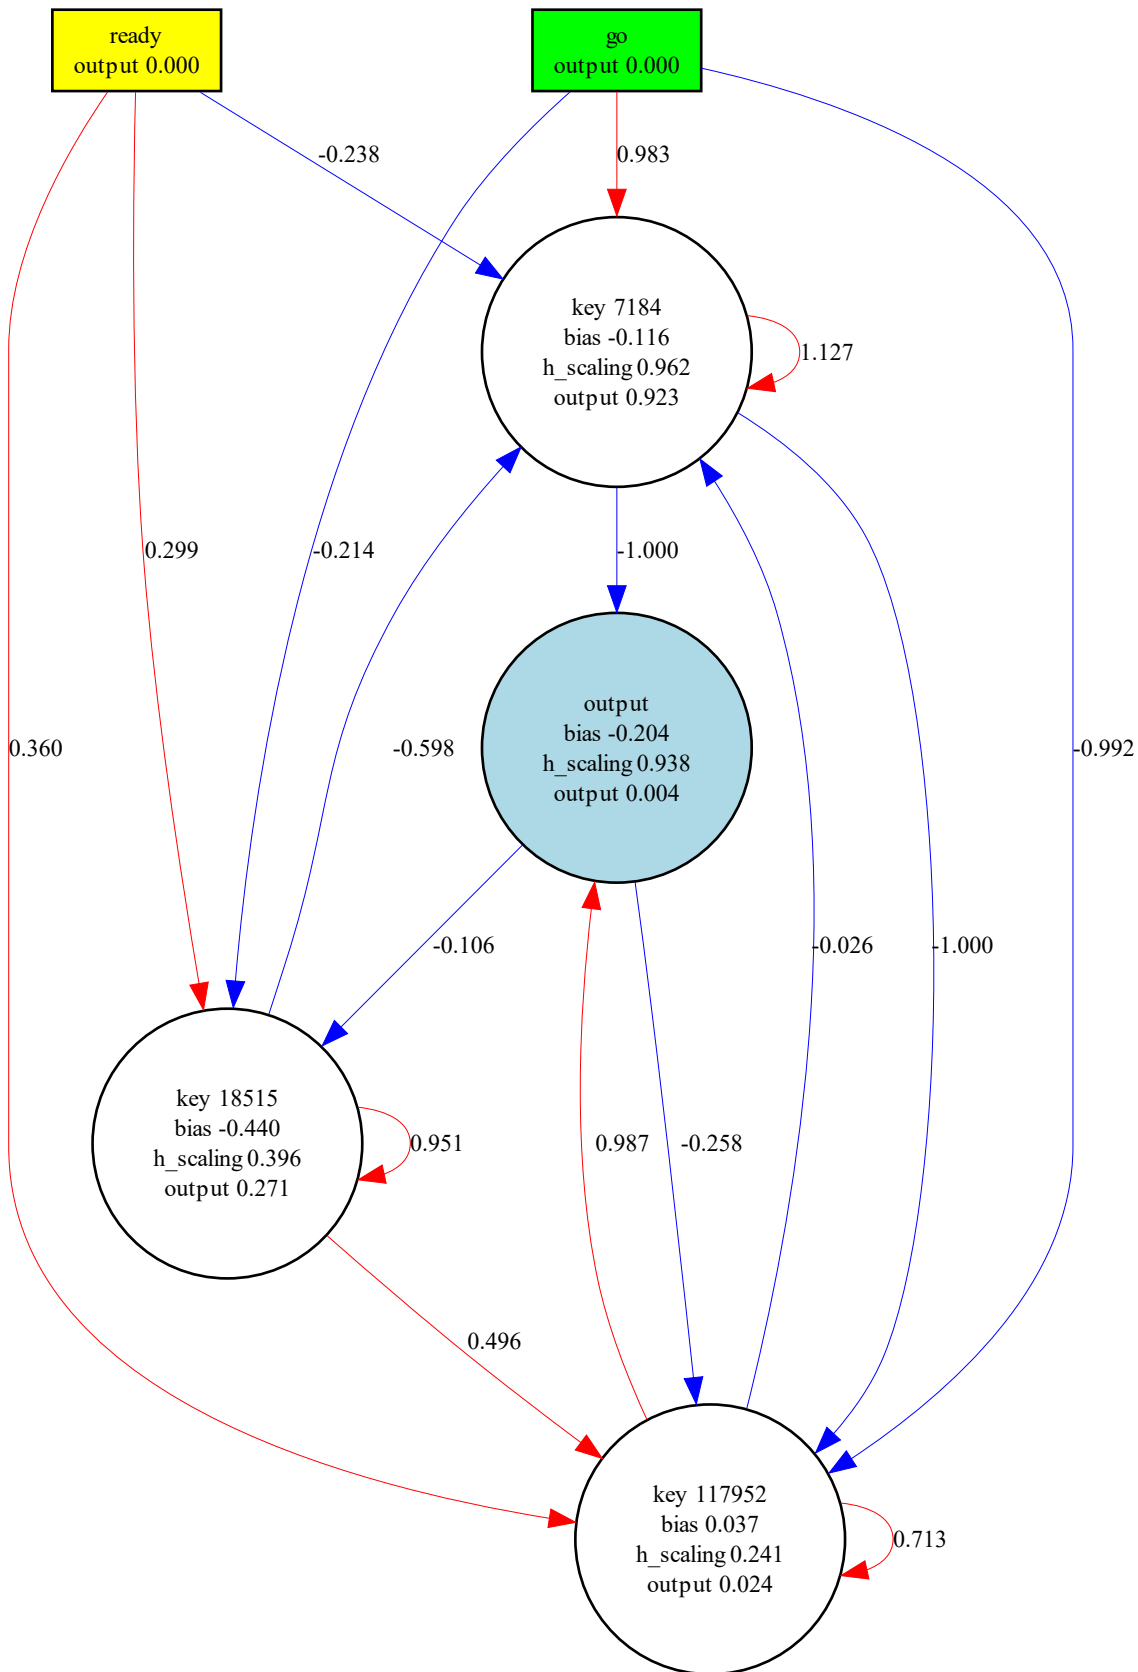 ready
output 0.000
go
output 0.000
-0.238
0.983
key 7184
bias -0.116
h_scaling 0.962
output 0.923
1.127
0.299
-0.214
-1.000
output
bias -0.204
h_scaling 0.938
output 0.004
0.360
-0.598
-0.992
-0.106
-0.026
-1.000
key 18515
bias -0.440
h_scaling 0.396
output 0.271
0.951
0.987
-0.258
0.496
key 117952
bias 0.037
h_scaling 0.241
output 0.024
0.713